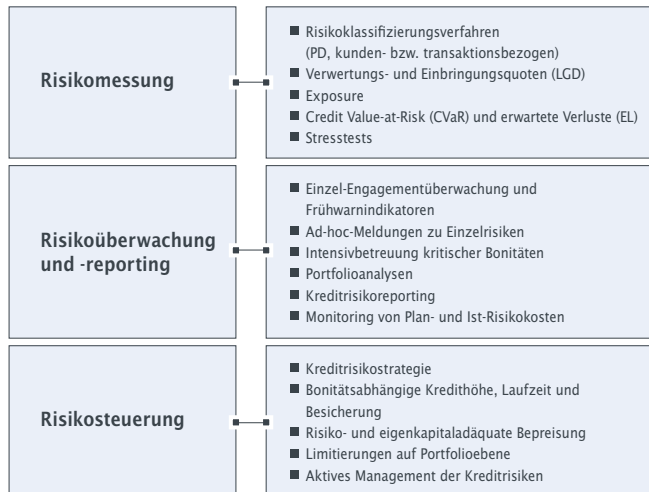 Risikomessung
■ Risikoklassifizierungsverfahren
(PD, kunden- bzw. transaktionsbezogen)
■ Verwertungs- und Einbringungsquoten (LGD)
■ Exposure
■ Credit Value-at-Risk (CVaR) und erwartete Verluste (EL)
■ Stresstests
Risikoüberwachung
und -reporting
■ Einzel-Engagementüberwachung und
Frühwarnindikatoren
■ Ad-hoc-Meldungen zu Einzelrisiken
■ Intensivbetreuung kritischer Bonitäten
■ Portfolioanalysen
■ Kreditrisikoreporting
■ Monitoring von Plan- und Ist-Risikokosten
Risikosteuerung
■ Kreditrisikostrategie
■ Bonitätsabhängige Kredithöhe, Laufzeit und
Besicherung
■ Risiko- und eigenkapitaladäquate Bepreisung
■ Limitierungen auf Portfolioebene
■ Aktives Management der Kreditrisiken